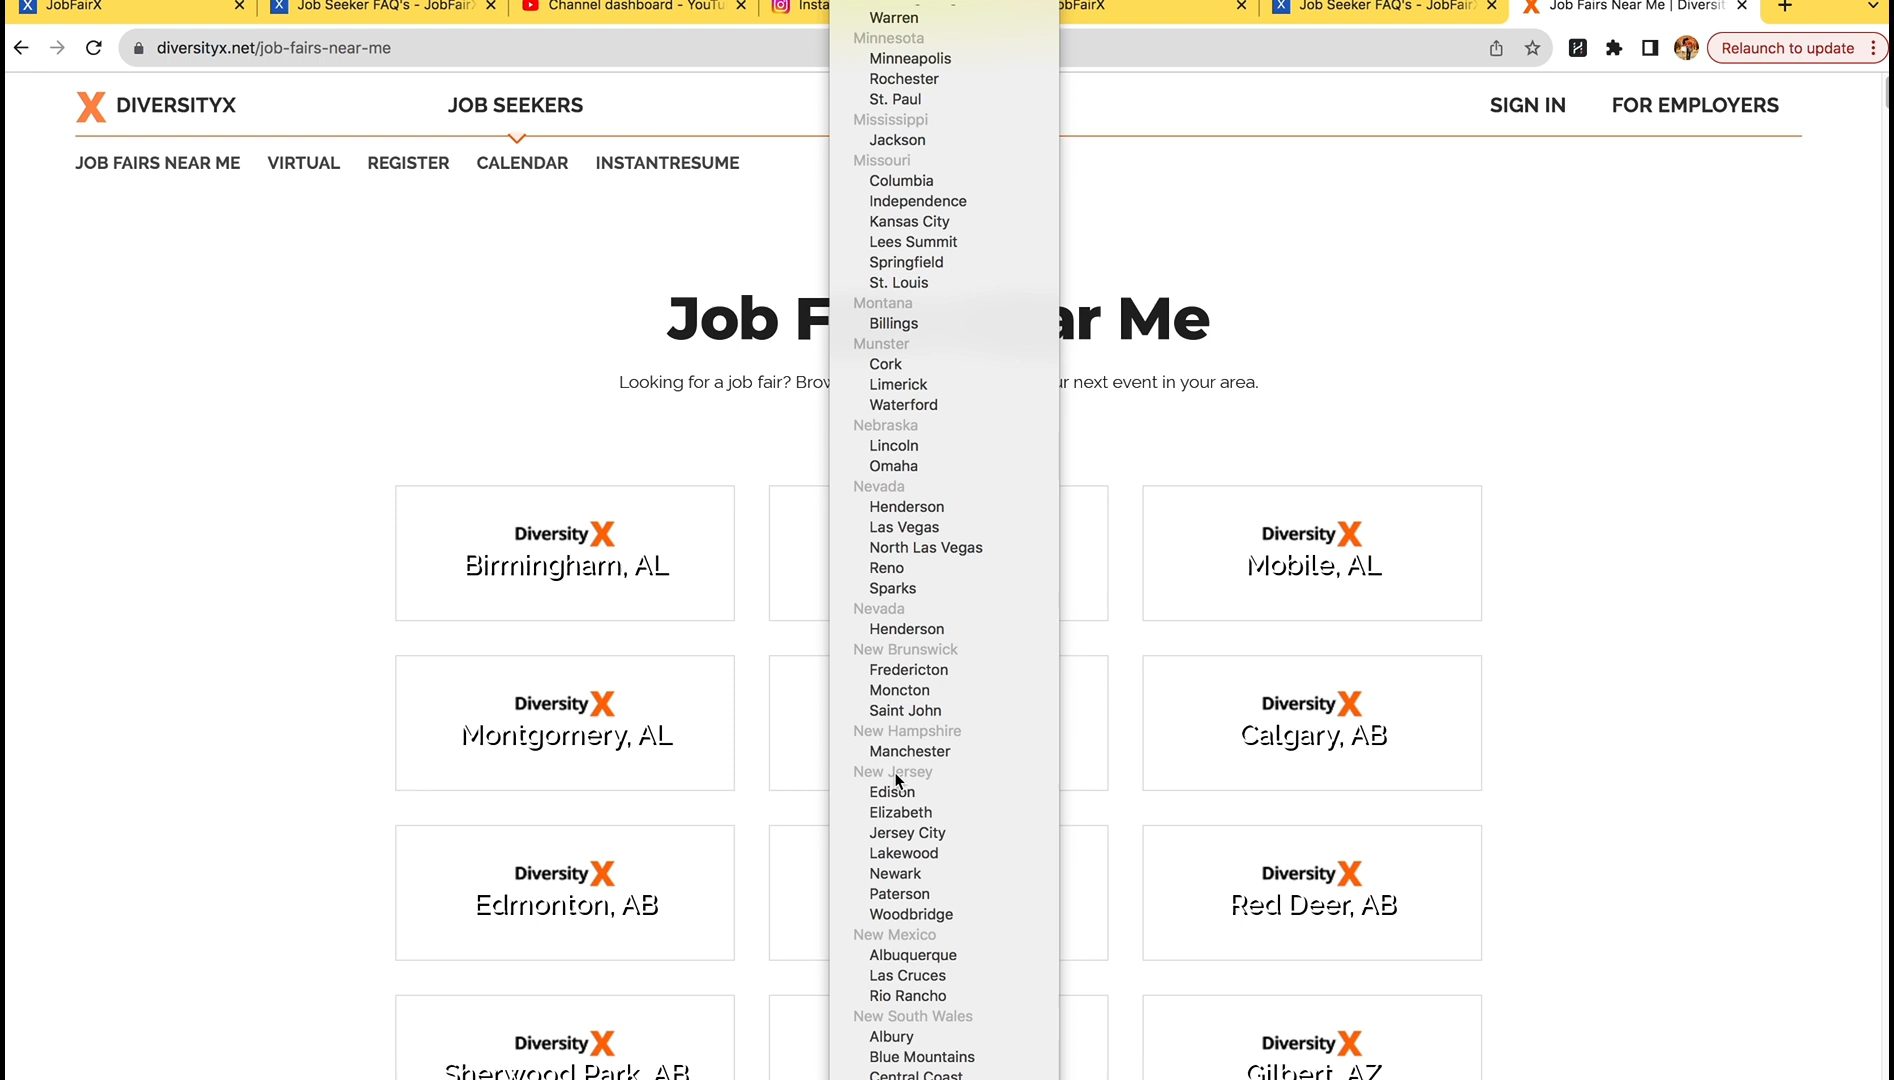 JobFairX
Job Seeker FAQ's - JobFairX
Channel dashboard - YouTu
Insta
bFairX
Job Seeker FAQ's - JobFairX
Job Fairs Near Me | Diversit
diversityx.net/job-fairs-near-me
Relaunch to update
DIVERSITYX
JOB SEEKERS
SIGN IN
FOR EMPLOYERS
JOB FAIRS NEAR ME
VIRTUAL
REGISTER
CALENDAR
INSTANTRESUME
Job F
ar Me
Looking for a job fair? Brow
ur next event in your area.
Warren
Minnesota
Minneapolis
Rochester
St. Paul
Mississippi
Jackson
Missouri
Columbia
Independence
Kansas City
Lees Summit
Springfield
St. Louis
Montana
Billings
Munster
Cork
Limerick
Waterford
Nebraska
Lincoln
Omaha
Nevada
Henderson
Las Vegas
North Las Vegas
Reno
Sparks
Nevada
Henderson
New Brunswick
Fredericton
Moncton
Saint John
New Hampshire
Manchester
New Jersey
Edison
Elizabeth
Jersey City
Lakewood
Newark
Paterson
Woodbridge
New Mexico
Albuquerque
Las Cruces
Rio Rancho
New South Wales
Albury
Blue Mountains
Central Coast
DiversityX
Birmingham, AL
DiversityX
Mobile, AL
DiversityX
Montgomery, AL
DiversityX
Calgary, AB
DiversityX
Edmonton, AB
DiversityX
Red Deer, AB
DiversityX
Sherwood Park, AB
DiversityX
Gilbert, AZ